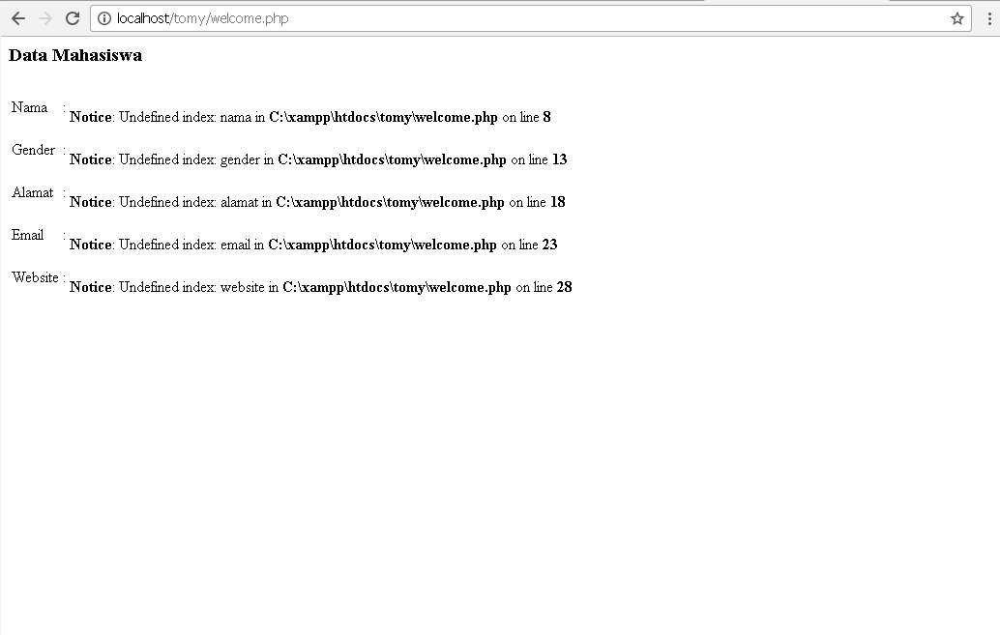 localhost/tomy/welcome.php
Data Mahasiswa
Nama : Notice: Undefined index: nama in C:\xampp\htdocs\tomy\welcome.php on line 8
Gender : Notice: Undefined index: gender in C:\xampp\htdocs\tomy\welcome.php on line 13
Alamat : Notice: Undefined index: alamat in C:\xampp\htdocs\tomy\welcome.php on line 18
Email : Notice: Undefined index: email in C:\xampp\htdocs\tomy\welcome.php on line 23
Website : Notice: Undefined index: website in C:\xampp\htdocs\tomy\welcome.php on line 28